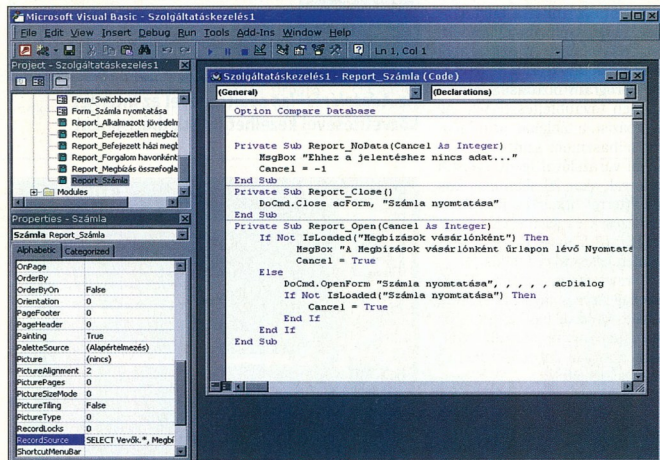 Microsoft Visual Basic - Szolgáltatáskezelés1
File Edit View Insert Debug Run Tools Add-Ins Window Help
Ln 1, Col 1
Project - Szolgáltatáskezelés1
Form_Switchboard
Form_Számla nyomtatása
Report_Alkalmazott jövedelm
Report_Befejezetlen megbíza
Report_Befejezett házi megb
Report_Forgalom havonként
Report_Megbízás összefogla
Report_Számla
Modules
Properties - Számla
Számla Report_Számla
Alphabetic Categorized
OnPage
OrderBy
OrderByOn False
Orientation 0
PageFooter 0
PageHeader 0
Painting True
PaletteSource (Alapértelmezés)
Picture (nincs)
PictureAlignment 2
PicturePages 0
PictureSizeMode 0
PictureTiling False
PictureType 0
RecordLocks 0
RecordSource SELECT Vevők.*, Megbí
ShortcutMenuBar
Szolgáltatáskezelés1 - Report_Számla (Code)
(General) (Declarations)
Option Compare Database
Private Sub Report_NoData(Cancel As Integer)
MsgBox "Ehhez a jelentéshez nincs adat..."
Cancel = -1
End Sub
Private Sub Report_Close()
DoCmd.Close acForm, "Számla nyomtatása"
End Sub
Private Sub Report_Open(Cancel As Integer)
If Not IsLoaded("Megbízások vásárlónként") Then
MsgBox "A Megbízások vásárlónként űrlapon lévő Nyomtatá
Cancel = True
Else
DoCmd.OpenForm "Számla nyomtatása", , , , , acDialog
If Not IsLoaded("Számla nyomtatása") Then
Cancel = True
End If
End If
End Sub